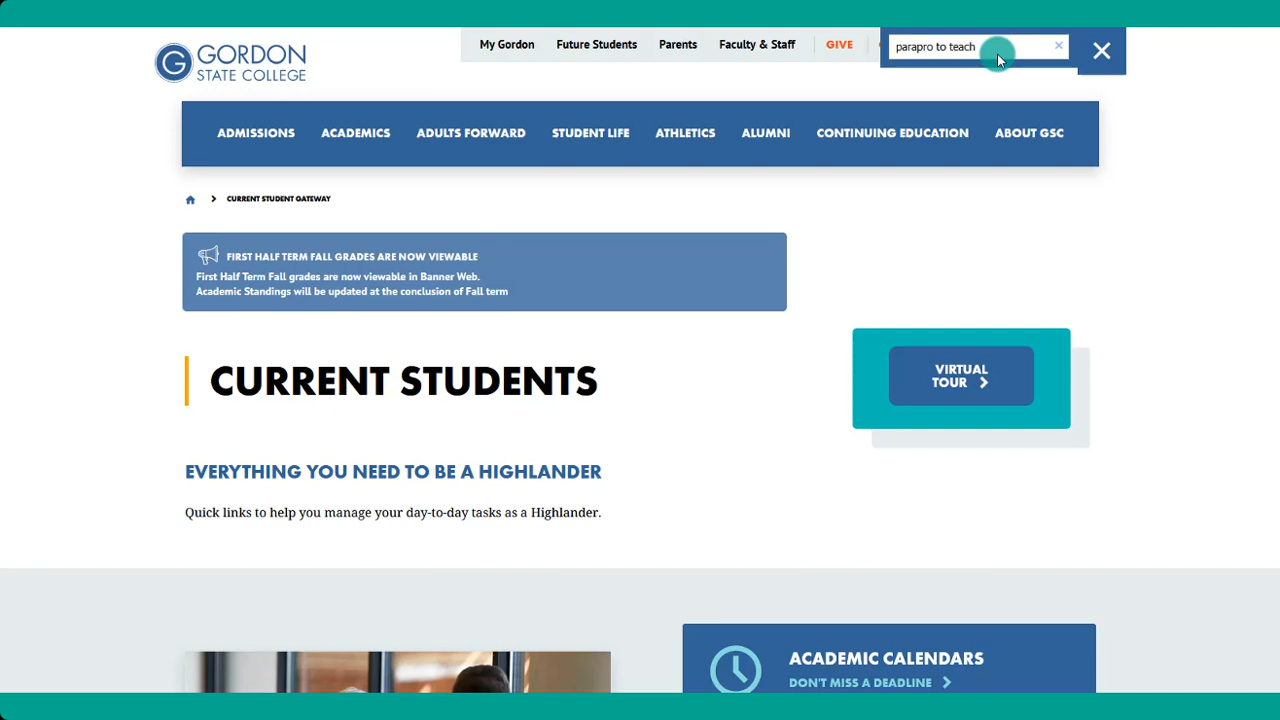 GORDON
STATE COLLEGE
G
My Gordon
Future Students
Parents
Faculty & Staff
GIVE
parapro to teach
ADMISSIONS
ACADEMICS
ADULTS FORWARD
STUDENT LIFE
ATHLETICS
ALUMNI
CONTINUING EDUCATION
ABOUT GSC
CURRENT STUDENT GATEWAY
FIRST HALF TERM FALL GRADES ARE NOW VIEWABLE
First Half Term Fall grades are now viewable in Banner Web.
Academic Standings will be updated at the conclusion of Fall term
CURRENT STUDENTS
VIRTUAL
TOUR
EVERYTHING YOU NEED TO BE A HIGHLANDER
Quick links to help you manage your day-to-day tasks as a Highlander.
ACADEMIC CALENDARS
DON'T MISS A DEADLINE